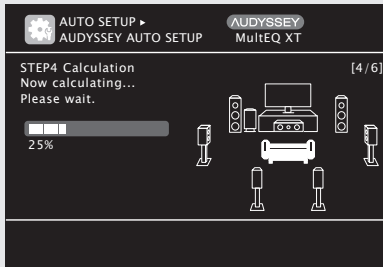 AUTO SETUP ▸
AUDYSSEY AUTO SETUP
AUDYSSEY
MultEQ XT
STEP4 Calculation
[4/6]
Now calculating...
Please wait.
25%